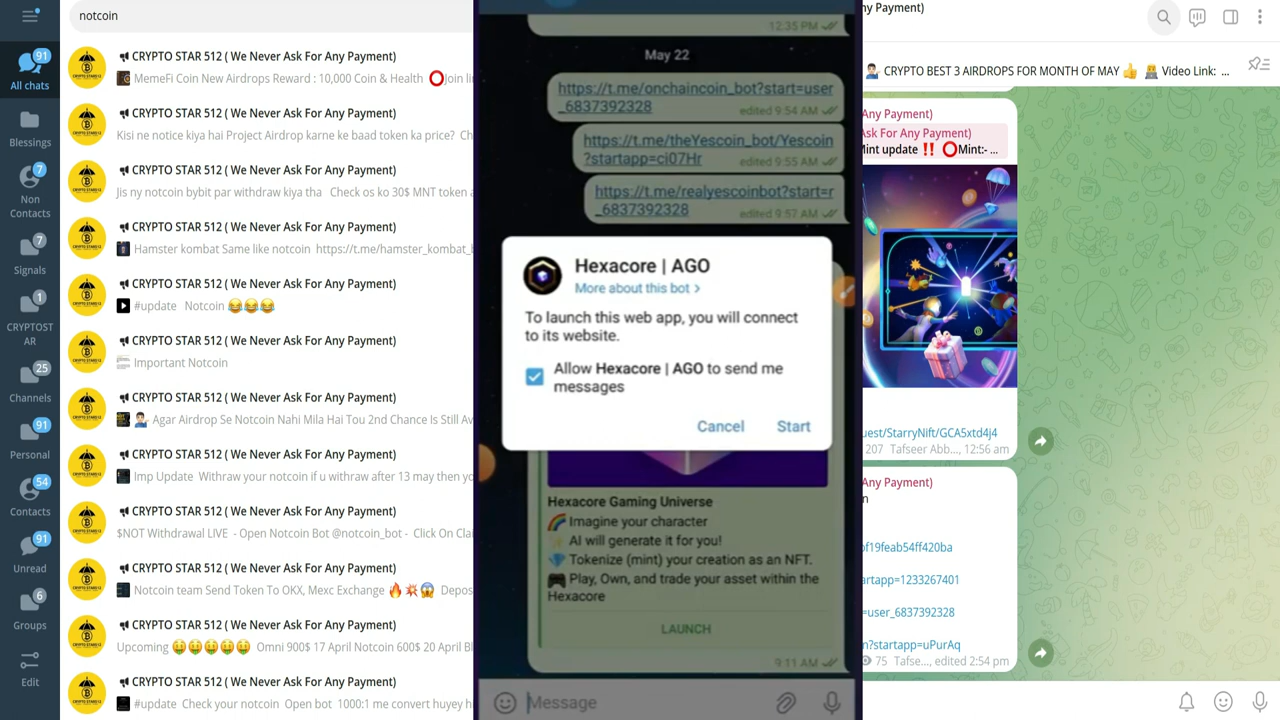 notcoin
91
All chats
Blessings
7
Non
Contacts
7
Signals
1
CRYPTOST
AR
25
Channels
91
Personal
54
Contacts
91
Unread
6
Groups
Edit
CRYPTO STAR 512 ( We Never Ask For Any Payment)
MemeFi Coin New Airdrops Reward : 10,000 Coin & Health ⭕Join li
CRYPTO STAR 512 ( We Never Ask For Any Payment)
Kisi ne notice kiya hai Project Airdrop karne ke baad token ka price? Ch
CRYPTO STAR 512 ( We Never Ask For Any Payment)
Jis ny notcoin bybit par withdraw kiya tha Check os ko 30$ MNT token a
CRYPTO STAR 512 ( We Never Ask For Any Payment)
Hamster kombat Same like notcoin https://t.me/hamster_kombat_b
CRYPTO STAR 512 ( We Never Ask For Any Payment)
#update Notcoin 😂😂😂
CRYPTO STAR 512 ( We Never Ask For Any Payment)
Important Notcoin
CRYPTO STAR 512 ( We Never Ask For Any Payment)
Agar Airdrop Se Notcoin Nahi Mila Hai Tou 2nd Chance Is Still Av
CRYPTO STAR 512 ( We Never Ask For Any Payment)
Imp Update Withraw your notcoin if u withraw after 13 may then yo
CRYPTO STAR 512 ( We Never Ask For Any Payment)
$NOT Withdrawal LIVE - Open Notcoin Bot @notcoin_bot - Click On Clai
CRYPTO STAR 512 ( We Never Ask For Any Payment)
Notcoin team Send Token To OKX, Mexc Exchange 🔥💥😱 Depos
CRYPTO STAR 512 ( We Never Ask For Any Payment)
Upcoming 🤑🤑🤑🤑🤑 Omni 900$ 17 April Notcoin 600$ 20 April Bl
CRYPTO STAR 512 ( We Never Ask For Any Payment)
#update Check your notcoin Open bot 1000:1 me convert huyey h
12:35 PM
May 22
https://t.me/onchaincoin_bot?start=user
_6837392328
edited 9:54 AM
https://t.me/theYescoin_bot/Yescoin
?startapp=cj07Hr
edited 9:55 AM
https://t.me/realyescoinbot?start=r
_6837392328
edited 9:57 AM
Hexacore | AGO
More about this bot >
To launch this web app, you will connect
to its website.
Allow Hexacore | AGO to send me
messages
Cancel
Start
Hexacore Gaming Universe
🌈 Imagine your character
✨ AI will generate it for you!
💎 Tokenize (mint) your creation as an NFT.
🎮 Play, Own, and trade your asset within the
Hexacore
LAUNCH
9:11 AM
Message
ny Payment)
CRYPTO BEST 3 AIRDROPS FOR MONTH OF MAY 👍 Video Link: ...
Any Payment)
Ask For Any Payment)
Mint update ‼️ ⭕Mint:- ...
uest/StarryNift/GCA5xtd4j4
207 Tafseer Abb..., 12:56 am
Any Payment)
n
of19feab54ff420ba
artapp=1233267401
=user_6837392328
n?startapp=uPurAq
75 Tafse..., edited 2:54 pm